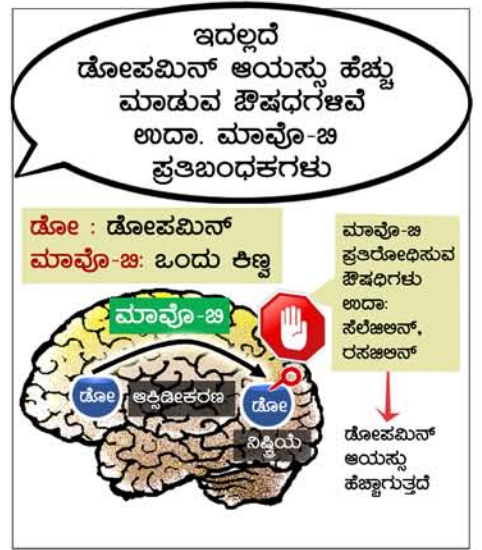 ಇದಲ್ಲದೆ
ಡೋಪಮಿನ್ ಆಯಸ್ಸು ಹೆಚ್ಚು
ಮಾಡುವ ಔಷಧಗಳಿವೆ
ಉದಾ. ಮಾವೊ-ಬಿ
ಪ್ರತಿಬಂಧಕಗಳು
ಡೋ : ಡೋಪಮಿನ್
ಮಾವೊ-ಬಿ: ಒಂದು ಕಿಣ್ವ
ಮಾವೊ-ಬಿ
ಡೋ
ಆಕ್ಸಿಡೀಕರಣ
ಡೋ
ನಿಷ್ಕ್ರಿಯೆ
ಮಾವೊ-ಬಿ
ಪ್ರತಿರೋಧಿಸುವ
ಔಷಧಿಗಳು
ಉದಾ:
ಸೆಲೆಜಿಲಿನ್,
ರಸಜಿಲಿನ್
ಡೋಪಮಿನ್
ಆಯಸ್ಸು
ಹೆಚ್ಚಾಗುತ್ತದೆ